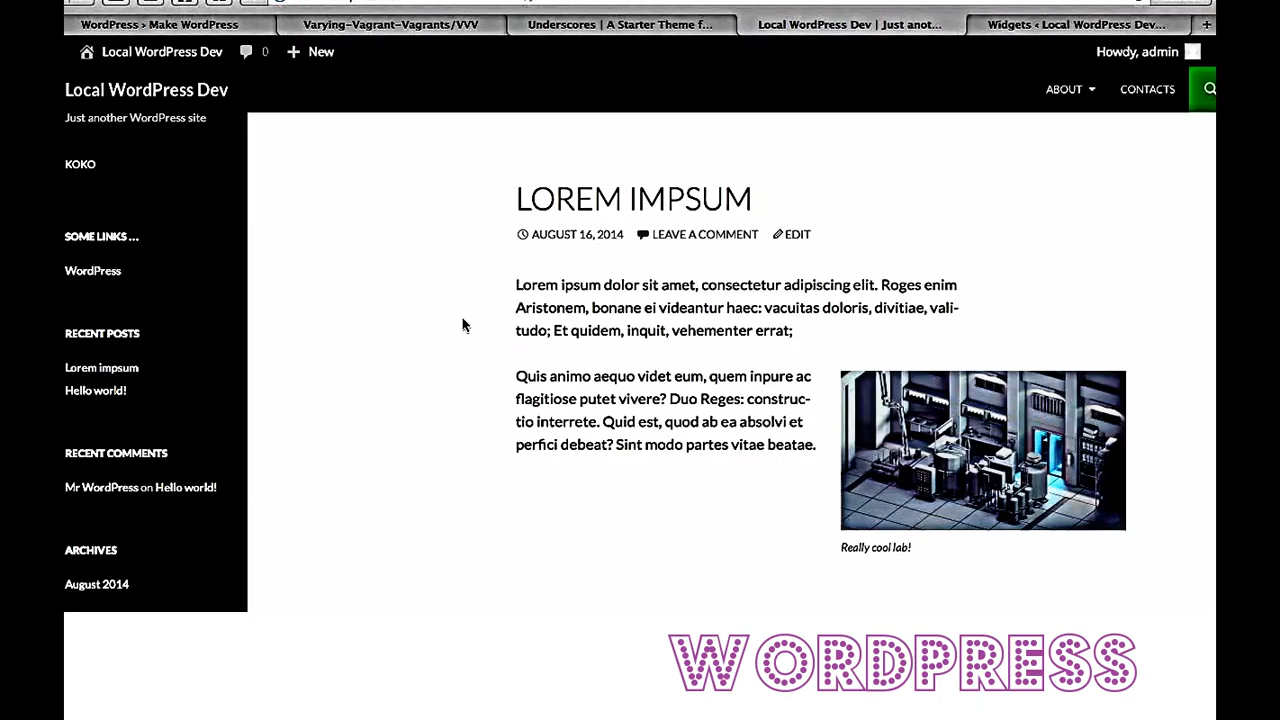 WordPress > Make WordPress
Varying-Vagrant-Vagrants/VVV
Underscores | A Starter Theme f...
Local WordPress Dev | Just anot...
Widgets < Local WordPress Dev...
+
Local WordPress Dev
0
+ New
Howdy, admin
Local WordPress Dev
ABOUT
CONTACTS
Just another WordPress site
KOKO
SOME LINKS ...
WordPress
RECENT POSTS
Lorem impsum
Hello world!
RECENT COMMENTS
Mr WordPress on Hello world!
ARCHIVES
August 2014
LOREM IMPSUM
AUGUST 16, 2014 LEAVE A COMMENT EDIT
Lorem ipsum dolor sit amet, consectetur adipiscing elit. Roges enim
Aristonem, bonane ei videantur haec: vacuitas doloris, divitiae, vali-
tudo; Et quidem, inquit, vehementer errat;
Quis animo aequo videt eum, quem inpure ac
flagitiose putet vivere? Duo Reges: construc-
tio interrete. Quid est, quod ab ea absolvi et
perfici debeat? Sint modo partes vitae beatae.
Really cool lab!
WORDPRESS